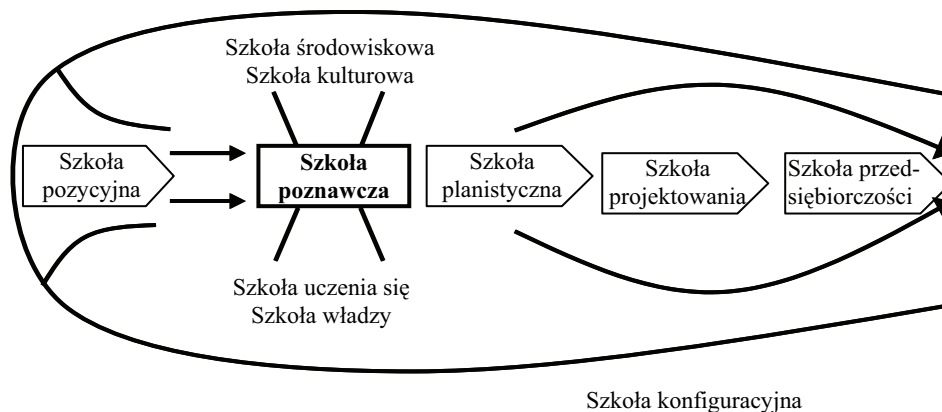 Szkoła środowiskowa
Szkoła kulturowa
Szkoła
pozycyjna
Szkoła
poznawcza
Szkoła
planistyczna
Szkoła
projektowania
Szkoła przed-
siębiorczości
Szkoła uczenia się
Szkoła władzy
Szkoła konfiguracyjna